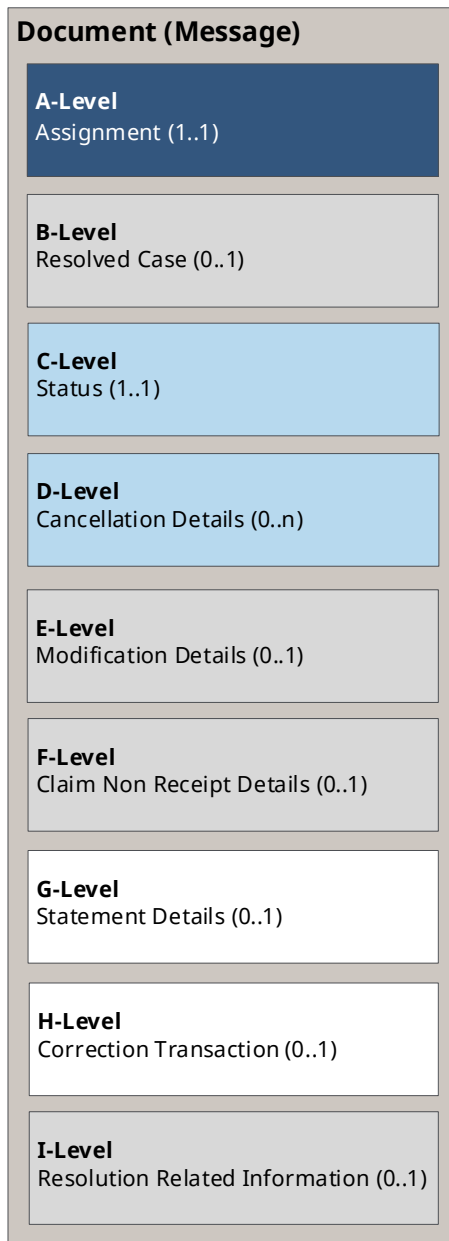 Document (Message)
A-Level
Assignment (1..1)
B-Level
Resolved Case (0..1)
C-Level
Status (1..1)
D-Level
Cancellation Details (0..n)
E-Level
Modification Details (0..1)
F-Level
Claim Non Receipt Details (0..1)
G-Level
Statement Details (0..1)
H-Level
Correction Transaction (0..1)
I-Level
Resolution Related Information (0..1)